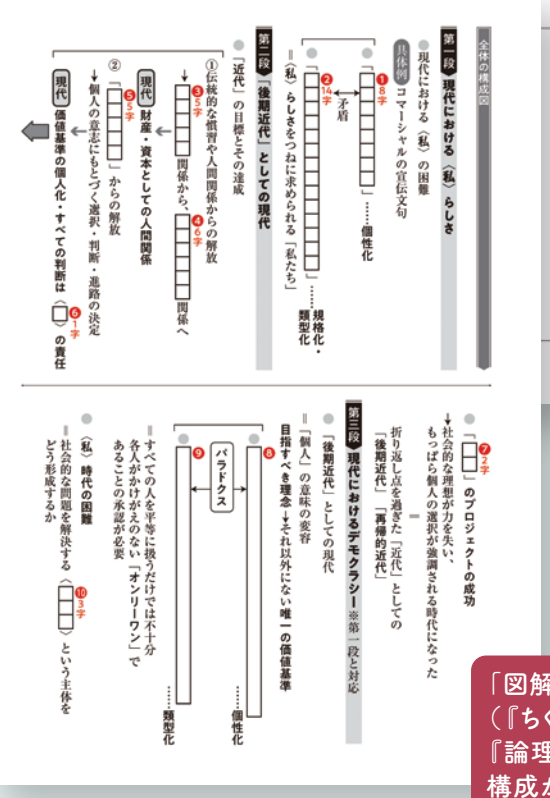 全体の構成図
第一段 現代における〈私〉らしさ
現代における〈私〉の困難
具体例 コマーシャルの宣伝文句
❶8字
「　」……個性化
矛盾
❷14字
「　」……規格化・類型化
＝〈私〉らしさをつねに求められる「私たち」
第二段 「後期近代」としての現代
「近代」の目標とその達成
①伝統的な慣習や人間関係からの解放
→❸5字 関係から、❹6字 関係へ
現代 財産・資本としての人間関係
②「❺5字」からの解放
→個人の意志にもとづく選択・判断・進路の決定
現代 価値基準の個人化・すべての判断は〈❻1字〉の責任
「❼2字」のプロジェクトの成功
→社会的な理想が力を失い、
もっぱら個人の選択が強調される時代になった
＝
折り返し点を過ぎた「近代」としての
「後期近代」「再帰的近代」
第三段 現代におけるデモクラシー ※第一段と対応
「後期近代」としての現代
＝「個人」の意味の変容
目指すべき理念→それ以外にない唯一の価値基準
❽
……個性化
パラドクス
❾
……類型化
＝すべての人を平等に扱うだけでは不十分
各人がかけがえのない「オンリーワン」で
あることの承認が必要
〈私〉時代の困難
＝社会的な問題を解決する〈❿3字〉という主体を
どう形成するか
「図解
（『ちく
『論理
構成か